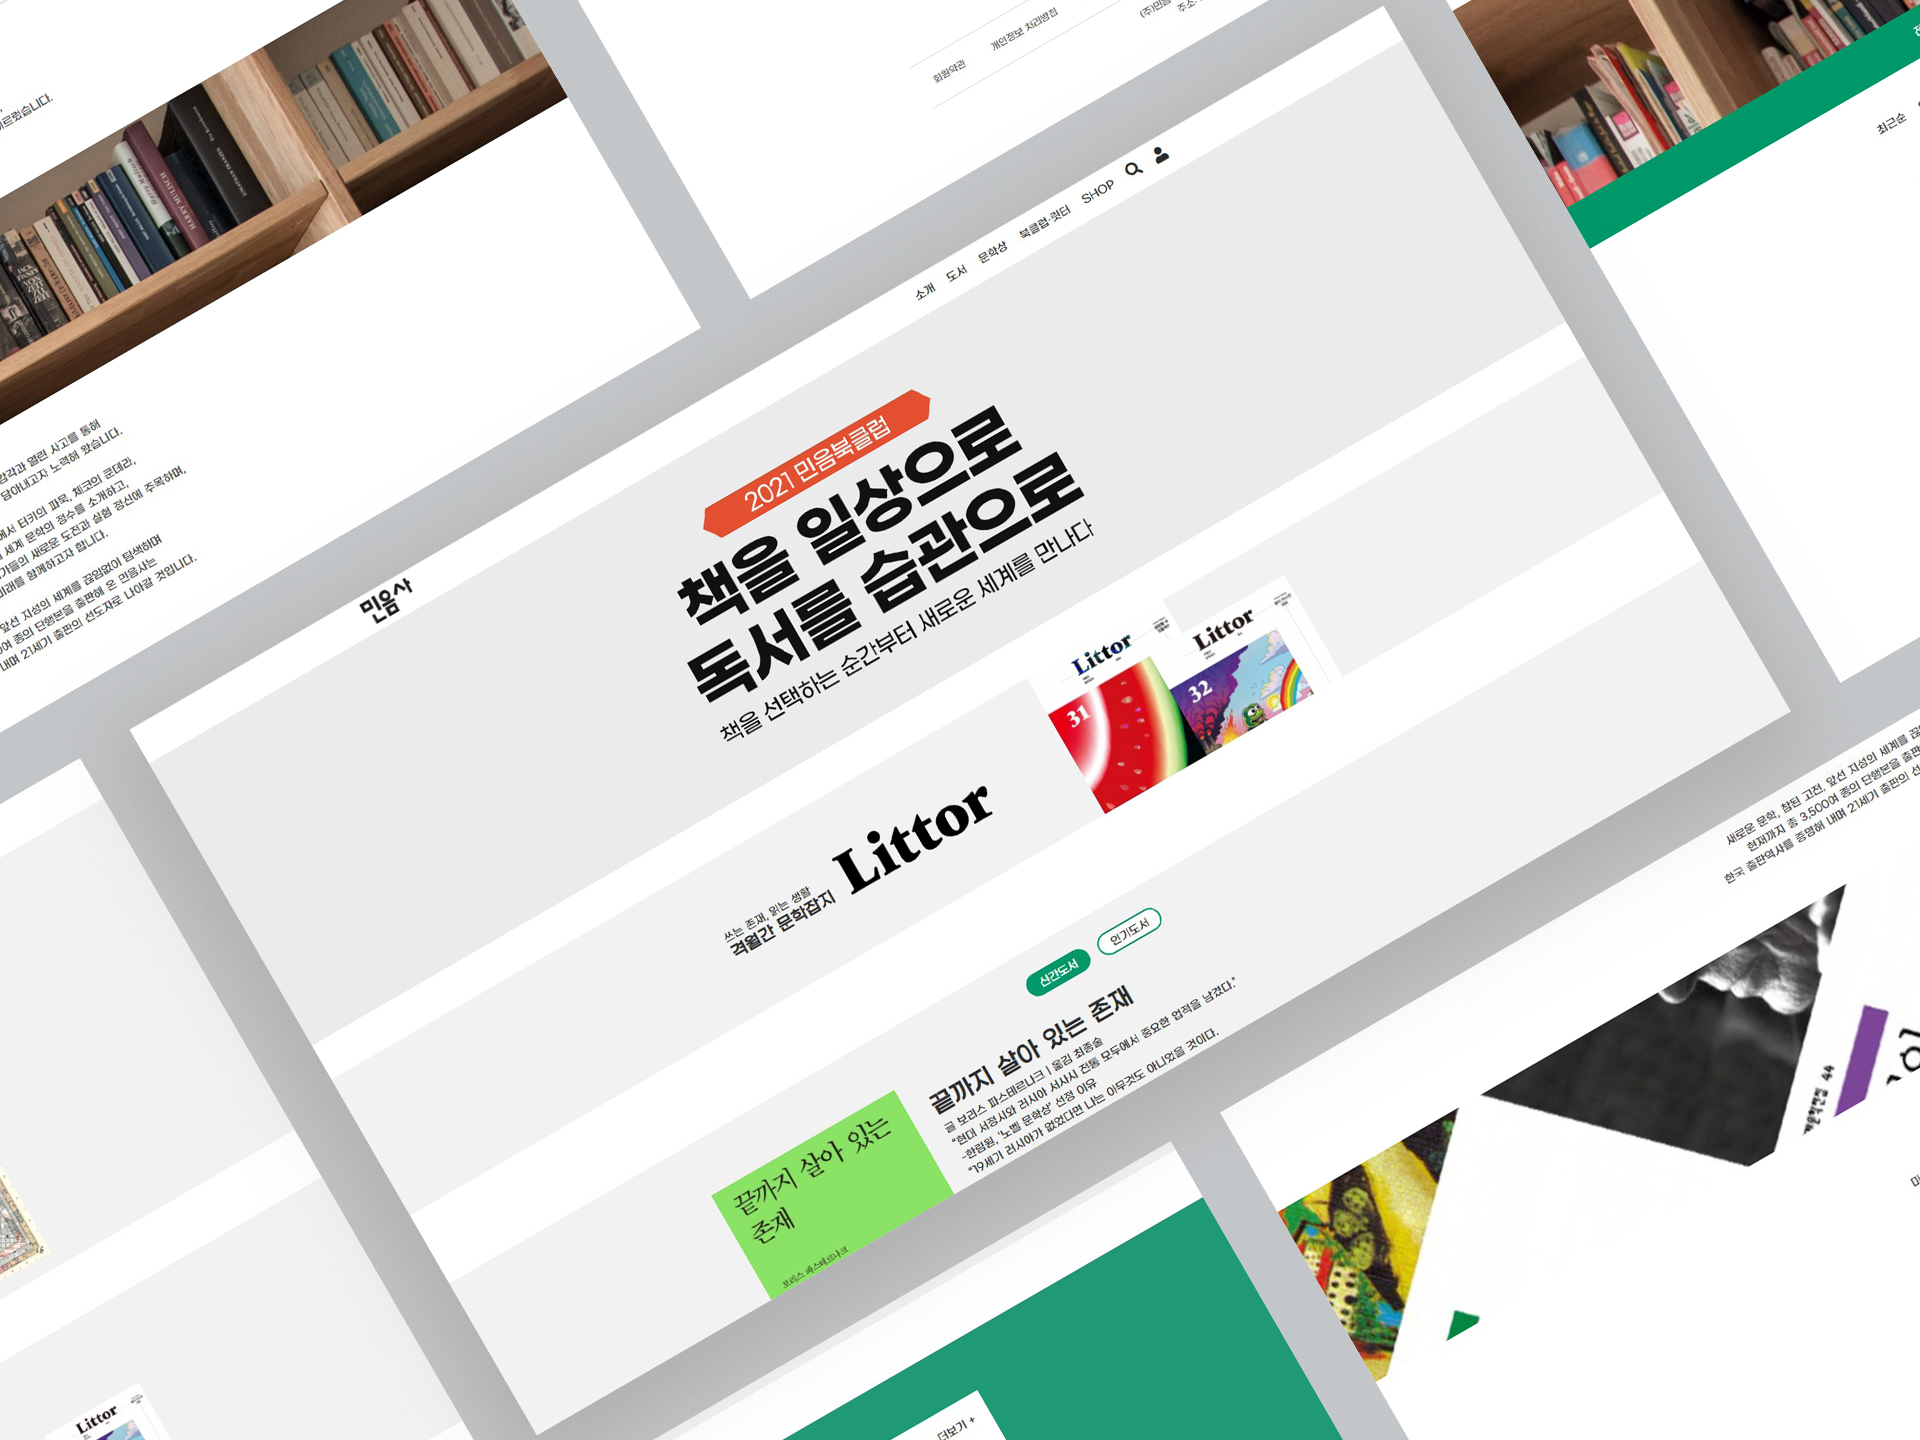 회원약관
개인정보 처리방침
최근순
민음사
소개
도서
문학상
북클럽·릿터
SHOP
2021 민음북클럽
책을 일상으로
독서를 습관으로
책을 선택하는 순간부터 새로운 세계를 만나다
쓰는 존재, 읽는 생활
격월간 문학잡지
Littor
Littor
31
Littor
32
신간도서
인기도서
끝까지 살아 있는 존재
글 보리스 파스테르나크 | 옮김 최종술
“현대 서정시와 러시아 서사시 전통 모두에서 중요한 업적을 남겼다.”
-한림원, ‘노벨 문학상’ 선정 이유
“19세기 러시아가 없었다면 나는 아무것도 아니었을 것이다.
끝까지 살아 있는
존재
보리스 파스테르나크
감각과 열린 사고를 통해
담아내고자 노력해 왔습니다.
에서 터키의 파묵, 체코의 쿤데라,
세계 문학의 정수를 소개하고,
가들의 새로운 도전과 실험 정신에 주목하며,
미래를 함께하고자 합니다.
앞선 지성의 세계를 끊임없이 탐색하며
여 종의 단행본을 출판해 온 민음사는
내며 21세기 출판의 선도자로 나아갈 것입니다.
새로운 문학, 참된 고전, 앞선 지성의 세계를
현재까지 총 3,500여 종의 단행본을
한국 출판역사를 증명해 내며 21세기 출판의
HARRY MULISCH
JONATHAN FRANZEN
Littor
더보기 +
44